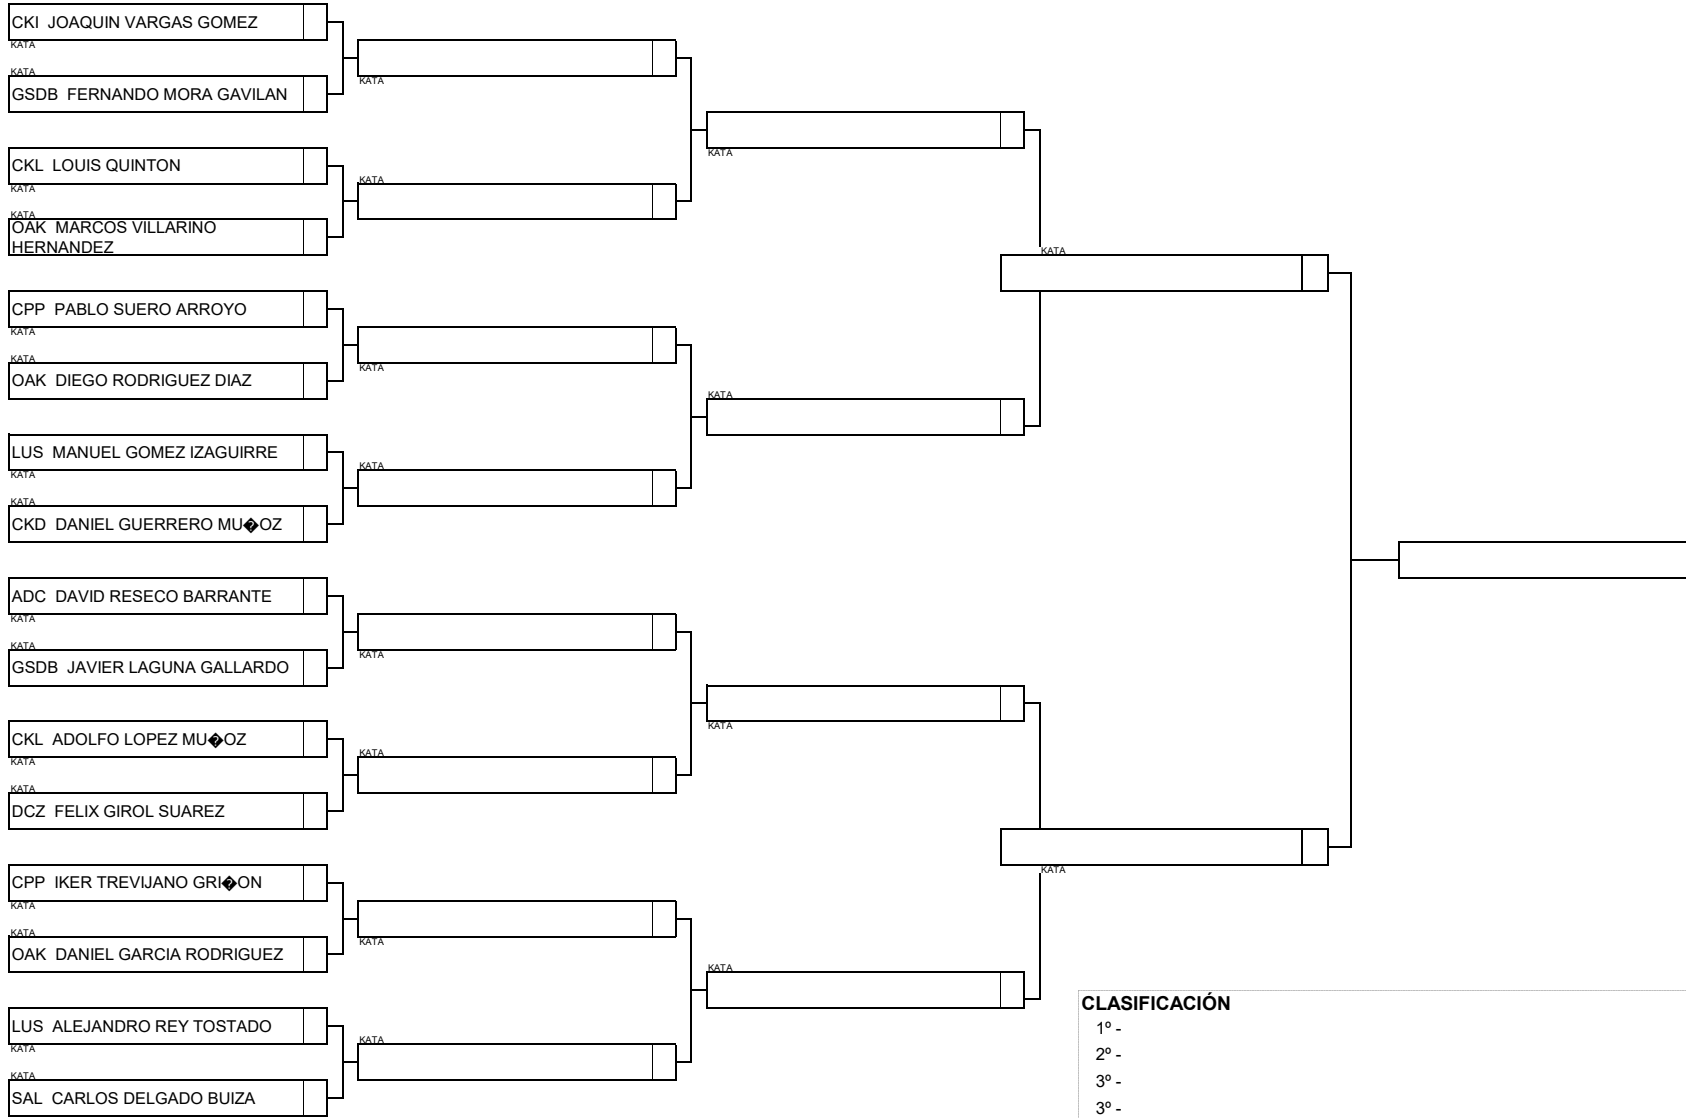 CKI JOAQUIN VARGAS GOMEZ
KATA
KATA
GSDB FERNANDO MORA GAVILAN
KATA
CKL LOUIS QUINTON
KATA
KATA
OAK MARCOS VILLARINO
HERNANDEZ
KATA
KATA
KATA
CPP PABLO SUERO ARROYO
KATA
KATA
OAK DIEGO RODRIGUEZ DIAZ
KATA
KATA
LUS MANUEL GOMEZ IZAGUIRRE
KATA
KATA
CKD DANIEL GUERRERO MU�OZ
KATA
ADC DAVID RESECO BARRANTE
KATA
KATA
GSDB JAVIER LAGUNA GALLARDO
KATA
CKL ADOLFO LOPEZ MU�OZ
KATA
KATA
DCZ FELIX GIROL SUAREZ
KATA
KATA
KATA
CPP IKER TREVIJANO GRI�ON
KATA
KATA
OAK DANIEL GARCIA RODRIGUEZ
KATA
KATA
LUS ALEJANDRO REY TOSTADO
KATA
KATA
SAL CARLOS DELGADO BUIZA
KATA
CLASIFICACIÓN
1º -
2º -
3º -
3º -